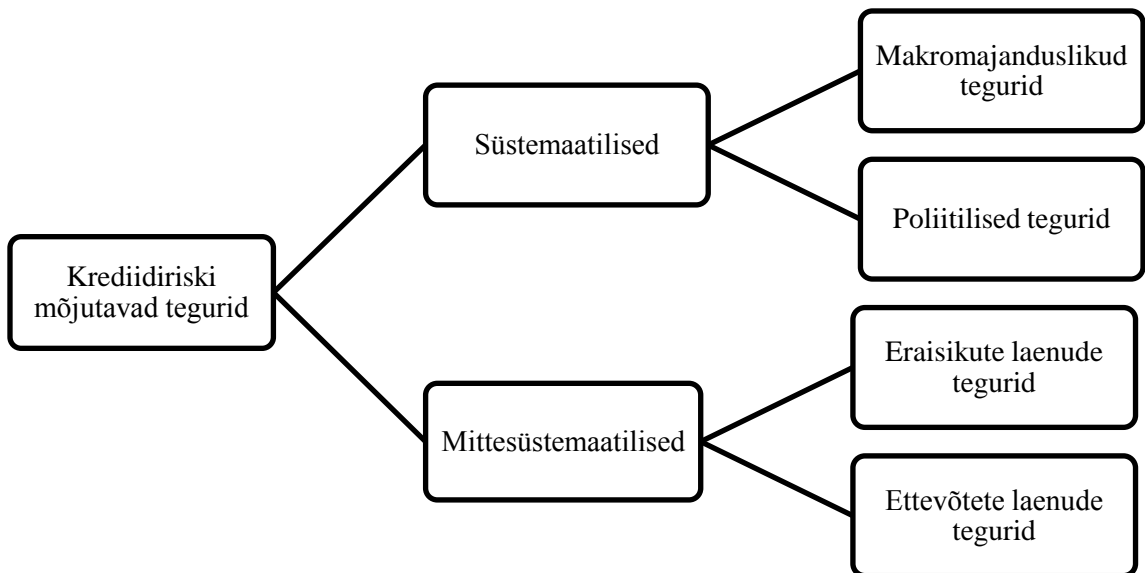 Krediidiriski
mõjutavad tegurid
Süstemaatilised
Makromajanduslikud
tegurid
Poliitilised tegurid
Mittesüstemaatilised
Eraisikute laenude
tegurid
Ettevõtete laenude
tegurid